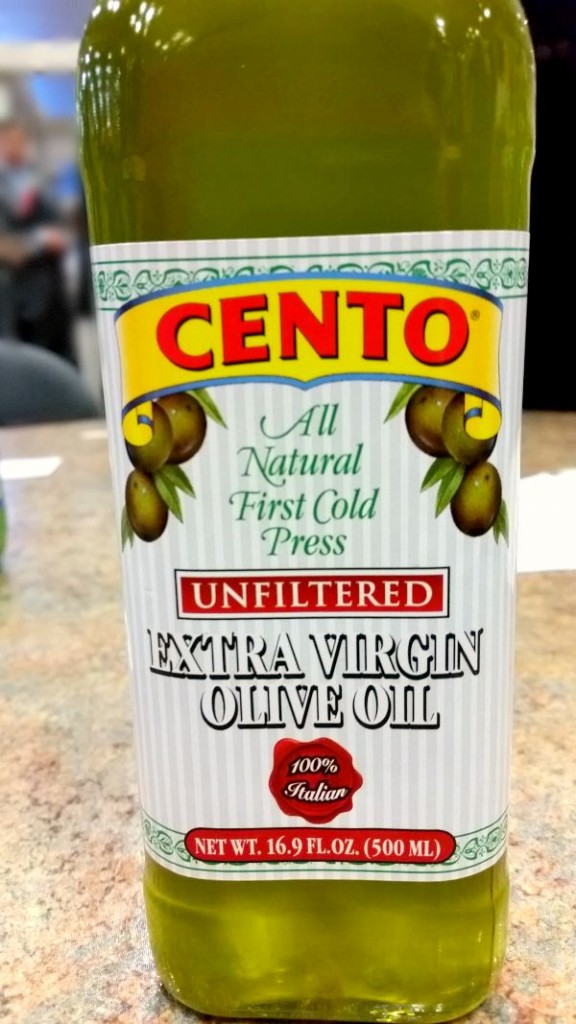 CENTO®
All
Natural
First Cold
Press
UNFILTERED
EXTRA VIRGIN
OLIVE OIL
100%
Italian
NET WT. 16.9 FL.OZ. (500 ML)